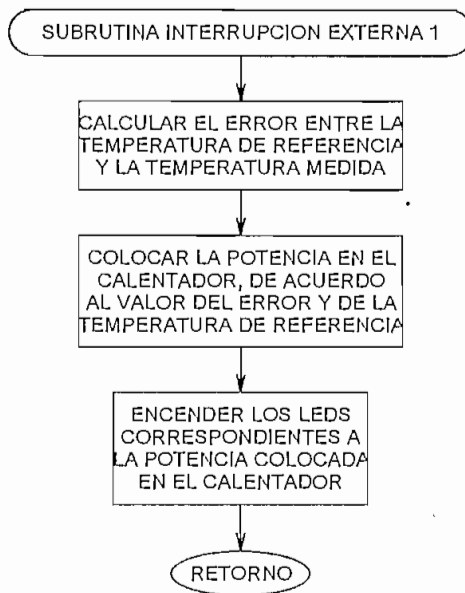 SUBRUTINA INTERRUPCION EXTERNA 1
CALCULAR EL ERROR ENTRE LA
TEMPERATURA DE REFERENCIA
Y LA TEMPERATURA MEDIDA
COLOCAR LA POTENCIA EN EL
CALENTADOR, DE ACUERDO
AL VALOR DEL ERROR Y DE LA
TEMPERATURA DE REFERENCIA
ENCENDER LOS LEDS
CORRESPONDIENTES A
LA POTENCIA COLOCADA
EN EL CALENTADOR
RETORNO